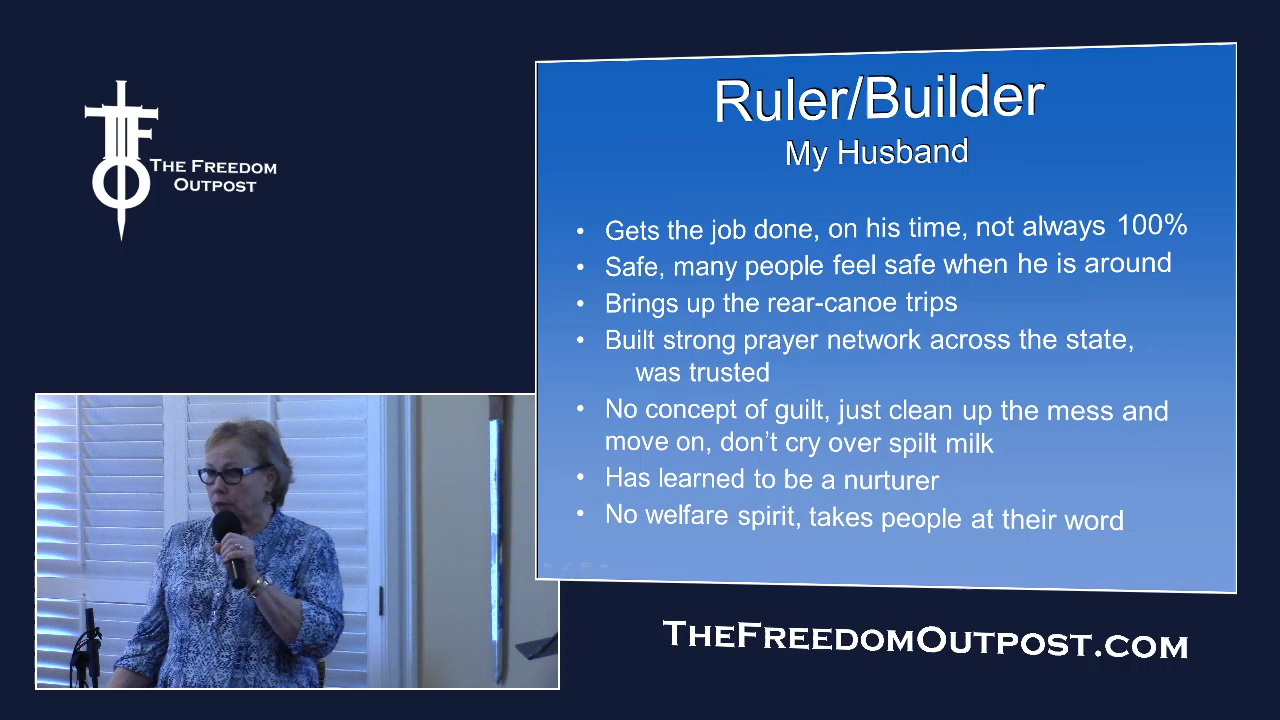 TFO
THE FREEDOM
OUTPOST
Ruler/Builder
My Husband
• Gets the job done, on his time, not always 100%
• Safe, many people feel safe when he is around
• Brings up the rear-canoe trips
• Built strong prayer network across the state,
was trusted
• No concept of guilt, just clean up the mess and
move on, don't cry over spilt milk
• Has learned to be a nurturer
• No welfare spirit, takes people at their word
THEFREEDOMOUTPOST.COM